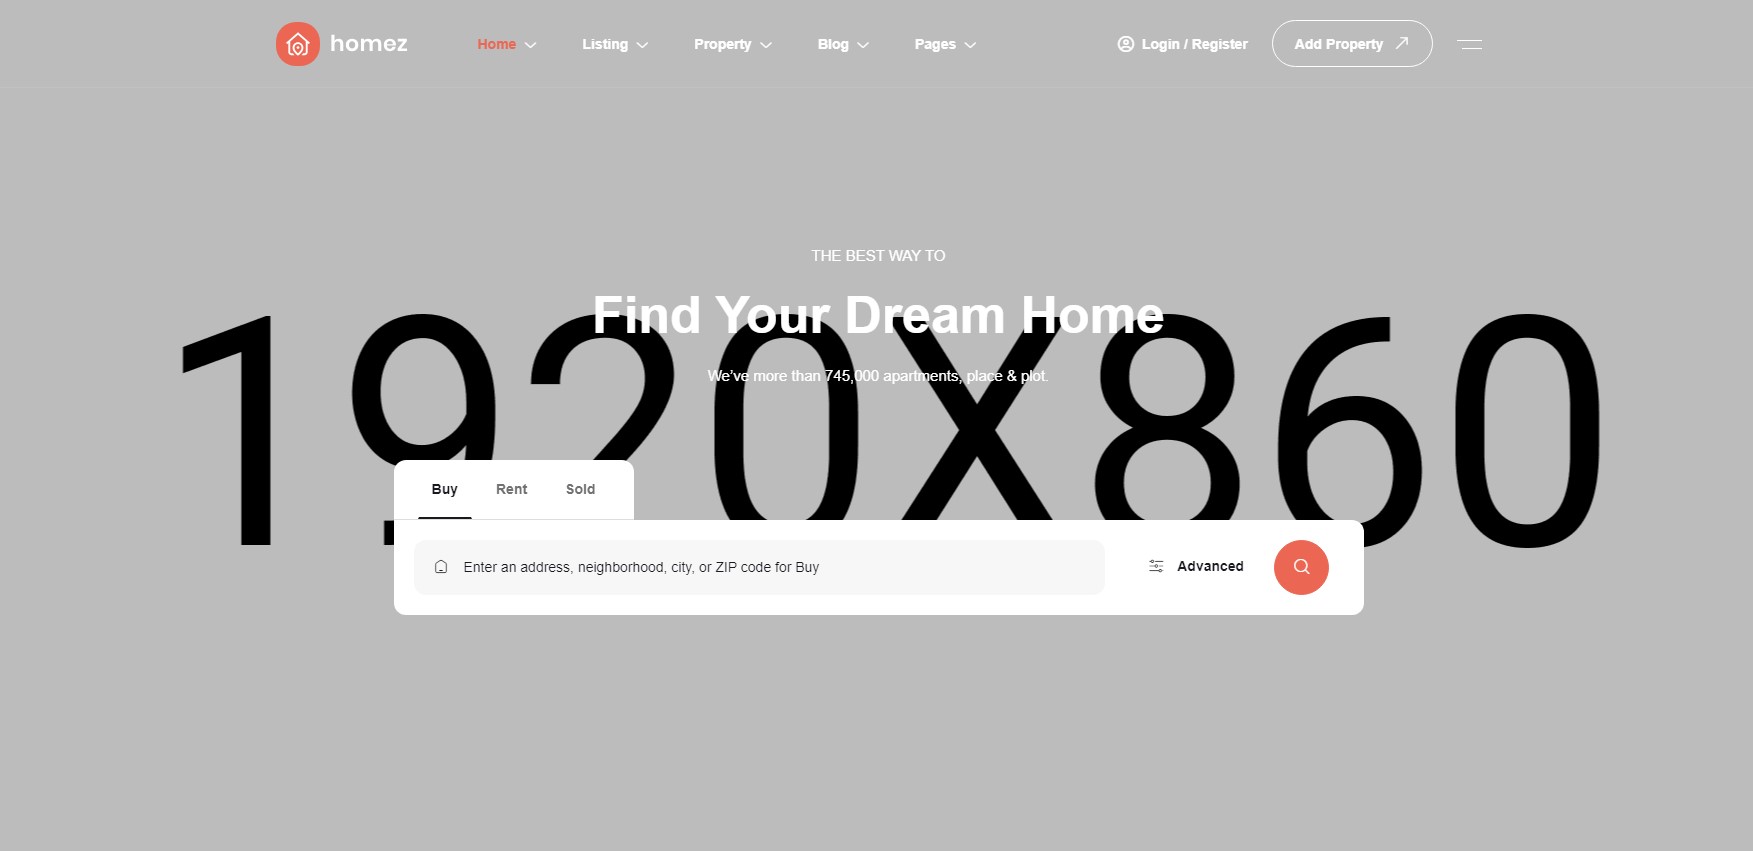 homez
Home
Listing
Property
Blog
Pages
Login / Register
Add Property
THE BEST WAY TO
Find Your Dream Home
1920X860
We've more than 745,000 apartments, place & plot.
Buy
Rent
Sold
Enter an address, neighborhood, city, or ZIP code for Buy
Advanced